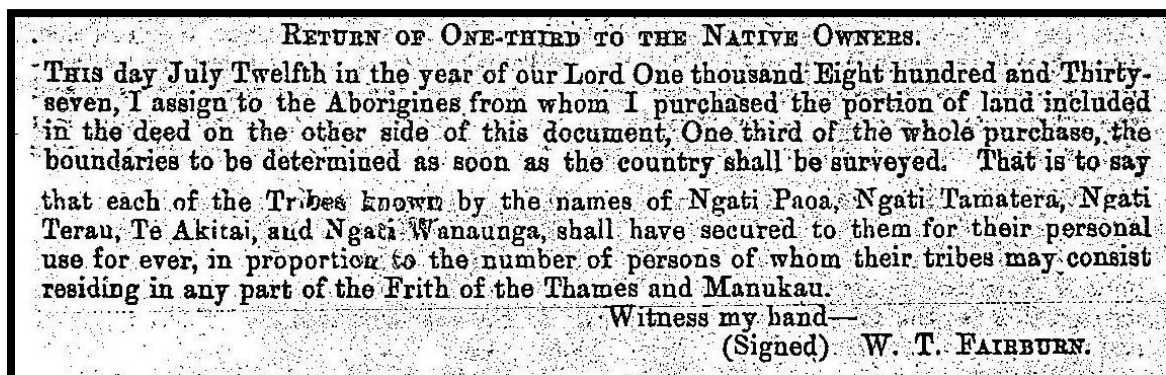 RETURN OF ONE-THIRD TO THE NATIVE OWNERS.
THIS day July Twelfth in the year of our Lord One thousand Eight hundred and Thirty-
seven, I assign to the Aborigines from whom I purchased the portion of land included
in the deed on the other side of this document, One third of the whole purchase, the
boundaries to be determined as soon as the country shall be surveyed. That is to say
that each of the Tribes known by the names of Ngati Paoa, Ngati Tamatera, Ngati
Terau, Te Akitai, and Ngati Wanaunga, shall have secured to them for their personal
use for ever, in proportion to the number of persons of whom their tribes may consist
residing in any part of the Frith of the Thames and Manukau.
Witness my hand—
(Signed) W. T. FAIRBURN.